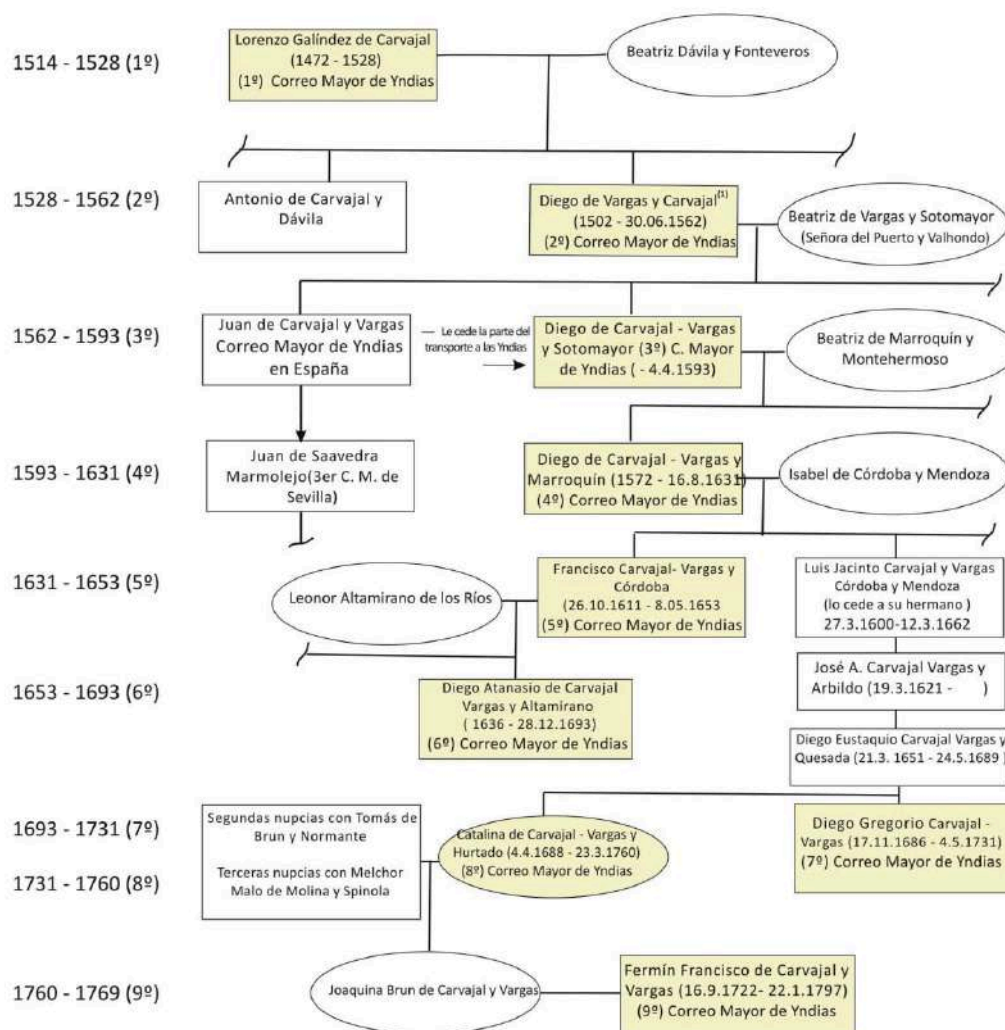 1514 - 1528 (1º)
Lorenzo Galíndez de Carvajal
(1472 - 1528)
(1º) Correo Mayor de Yndias
Beatriz Dávila y Fonteveros
1528 - 1562 (2º)
Antonio de Carvajal y
Dávila
Diego de Vargas y Carvajal(1)
(1502 - 30.06.1562)
(2º) Correo Mayor de Yndias
Beatriz de Vargas y Sotomayor
(Señora del Puerto y Valhondo)
1562 - 1593 (3º)
Juan de Carvajal y Vargas
Correo Mayor de Yndias
en España
— Le cede la parte del
transporte a las Yndias
Diego de Carvajal - Vargas
y Sotomayor (3º) C. Mayor
de Yndias ( - 4.4.1593)
Beatriz de Marroquín y
Montehermoso
1593 - 1631 (4º)
Juan de Saavedra
Marmolejo(3er C. M. de
Sevilla)
Diego de Carvajal - Vargas y
Marroquín (1572 - 16.8.1631)
(4º) Correo Mayor de Yndias
Isabel de Córdoba y Mendoza
1631 - 1653 (5º)
Leonor Altamirano de los Ríos
Francisco Carvajal- Vargas y
Córdoba
(26.10.1611 - 8.05.1653
(5º) Correo Mayor de Yndias
Luis Jacinto Carvajal y Vargas
Córdoba y Mendoza
(lo cede a su hermano )
27.3.1600-12.3.1662
1653 - 1693 (6º)
Diego Atanasio de Carvajal
Vargas y Altamirano
( 1636 - 28.12.1693)
(6º) Correo Mayor de Yndias
José A. Carvajal Vargas y
Arbildo (19.3.1621 - )
Diego Eustaquio Carvajal Vargas y
Quesada (21.3. 1651 - 24.5.1689 )
1693 - 1731 (7º)
1731 - 1760 (8º)
Segundas nupcias con Tomás de
Brun y Normante
Terceras nupcias con Melchor
Malo de Molina y Spinola
Catalina de Carvajal - Vargas y
Hurtado (4.4.1688 - 23.3.1760)
(8º) Correo Mayor de Yndias
Diego Gregorio Carvajal -
Vargas (17.11.1686 - 4.5.1731)
(7º) Correo Mayor de Yndias
1760 - 1769 (9º)
Joaquina Brun de Carvajal y Vargas
Fermín Francisco de Carvajal y
Vargas (16.9.1722- 22.1.1797)
(9º) Correo Mayor de Yndias